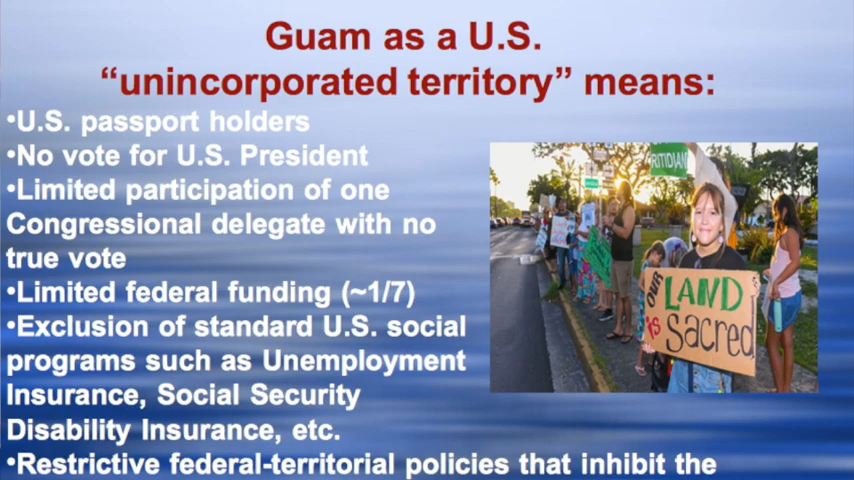 Guam as a U.S.
“unincorporated territory” means:
•U.S. passport holders
•No vote for U.S. President
•Limited participation of one
Congressional delegate with no
true vote
•Limited federal funding (~1/7)
•Exclusion of standard U.S. social
programs such as Unemployment
Insurance, Social Security
Disability Insurance, etc.
•Restrictive federal-territorial policies that inhibit the
RITIDIAN
OUR
LAND
is Sacred